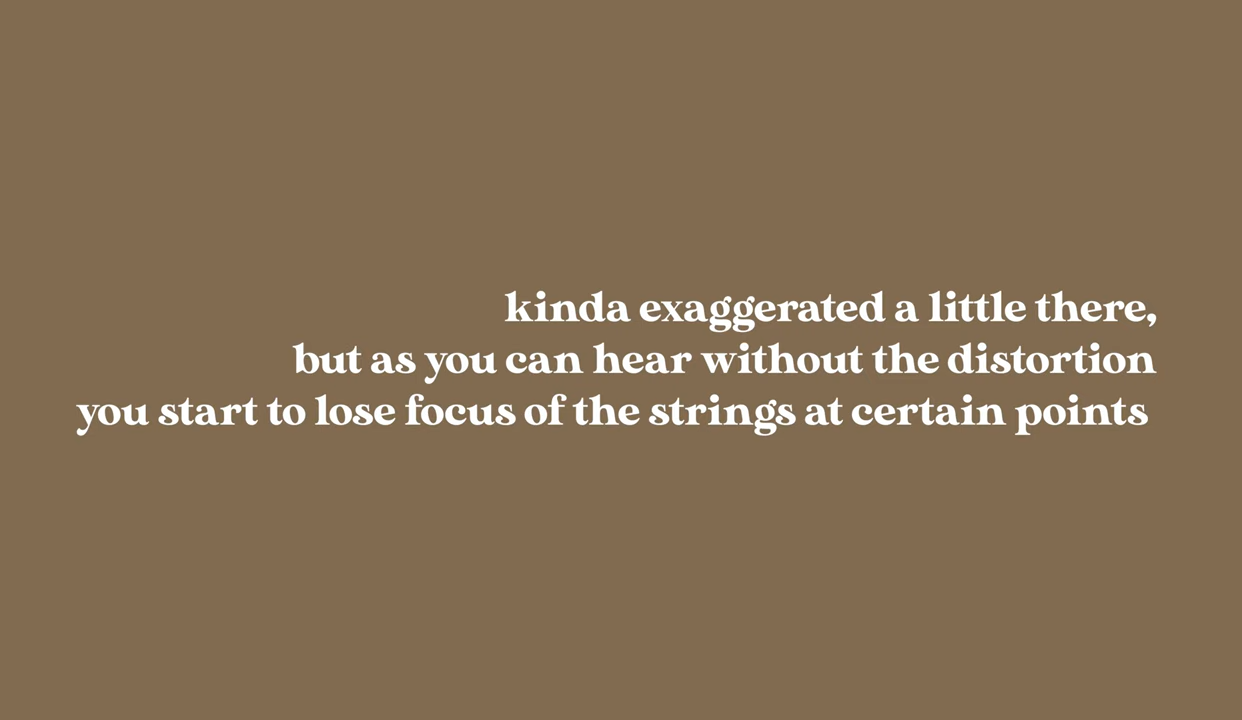 kinda exaggerated a little there,
but as you can hear without the distortion
you start to lose focus of the strings at certain points